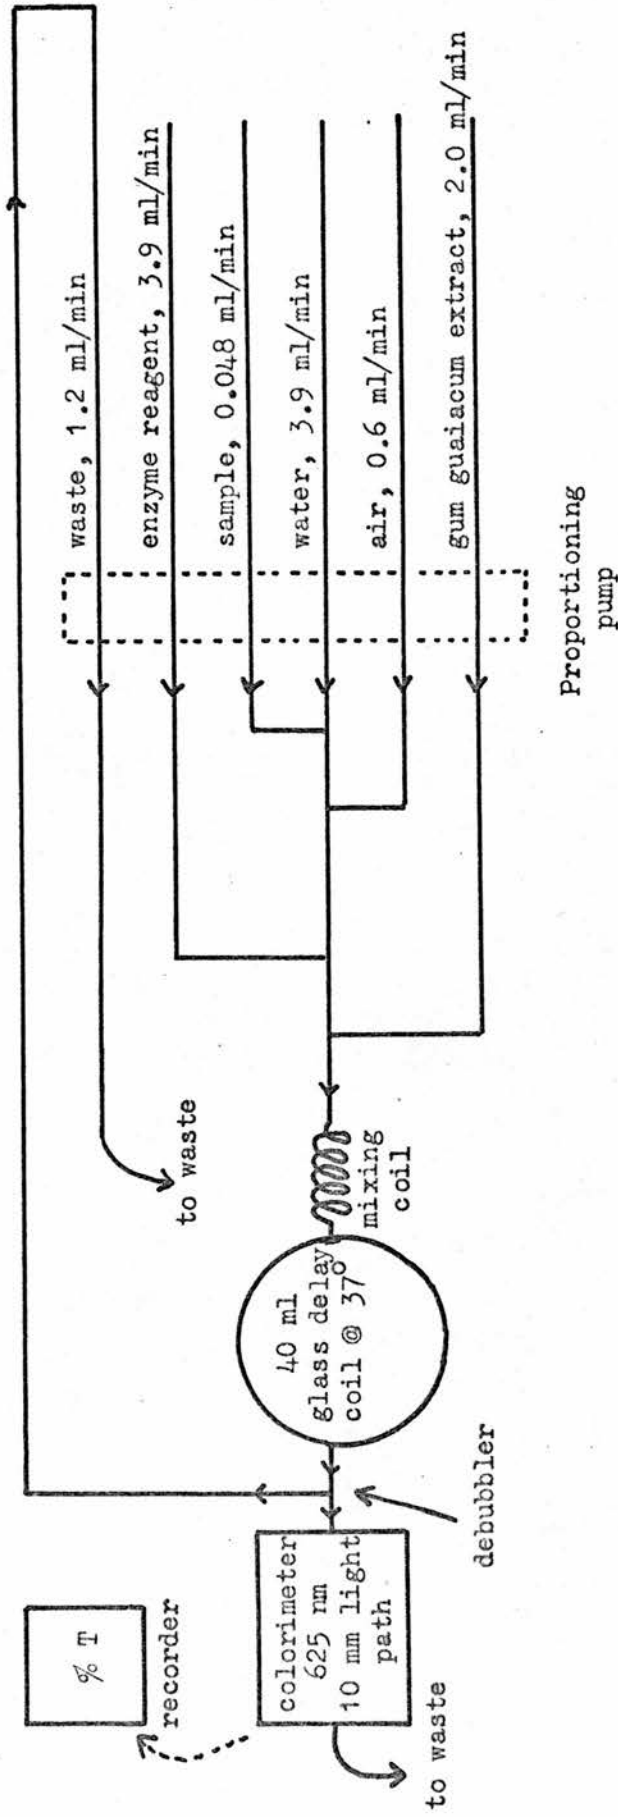 waste, 1.2 ml/min
enzyme reagent, 3.9 ml/min
sample, 0.048 ml/min
water, 3.9 ml/min
air, 0.6 ml/min
gum guaiacum extract, 2.0 ml/min
Proportioning
pump
to waste
mixing
coil
40 ml
glass delay
coil @ 37°
debubbler
colorimeter
625 nm
10 mm light
path
% T
recorder
to waste